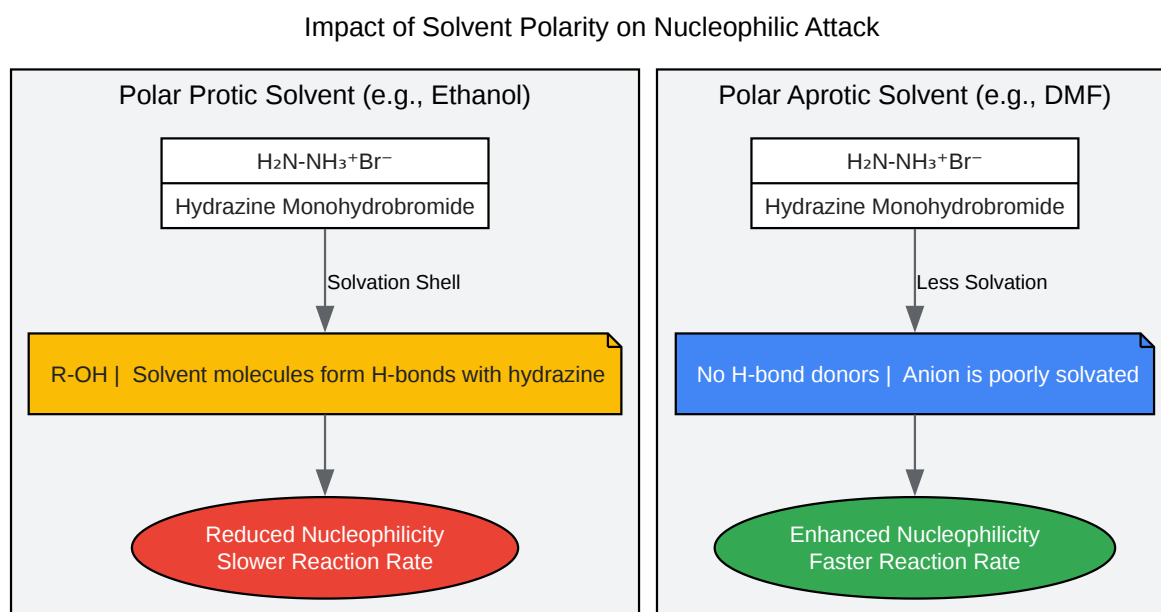 Impact of Solvent Polarity on Nucleophilic Attack
Polar Protic Solvent (e.g., Ethanol)
H₂N-NH₃⁺Br⁻
Hydrazine Monohydrobromide
Solvation Shell
R-OH | Solvent molecules form H-bonds with hydrazine
Reduced Nucleophilicity
Slower Reaction Rate
Polar Aprotic Solvent (e.g., DMF)
H₂N-NH₃⁺Br⁻
Hydrazine Monohydrobromide
Less Solvation
No H-bond donors | Anion is poorly solvated
Enhanced Nucleophilicity
Faster Reaction Rate